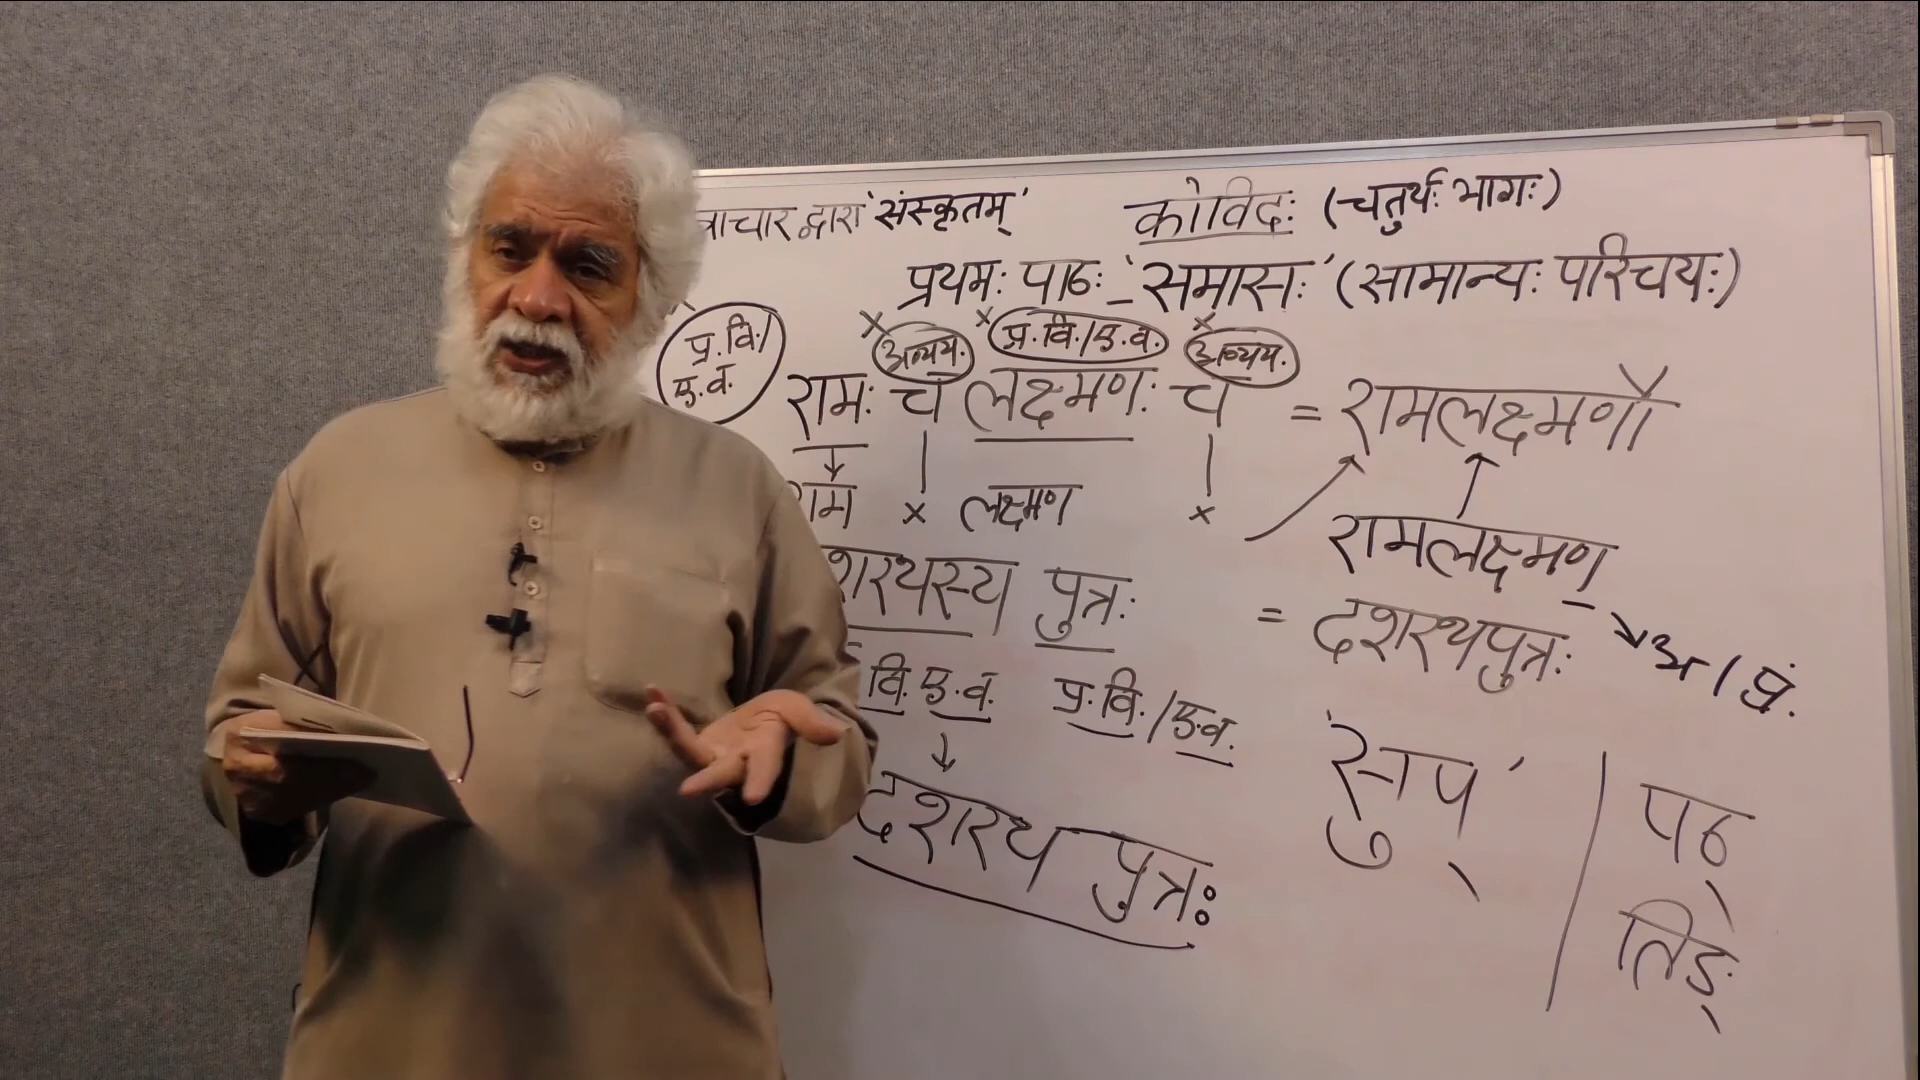 द्वारा 'संस्कृतम्' कोविदः (चतुर्थः भागः)
प्रथमः पाठः - 'समासः' (सामान्यः परिचयः)
प्र.वि./ए.व. × अव्यय. × प्र.वि./ए.व. × अव्यय.
रामः च लक्ष्मणः च = रामलक्ष्मणौ
× लक्ष्मण ×
रामलक्ष्मण
पुत्रः = दशरथपुत्रः
अ / पुं.
वि. ए.व. प्र.वि./ए.व.
'सुप्' पठ्
दशरथ पुत्रः
तिङ्